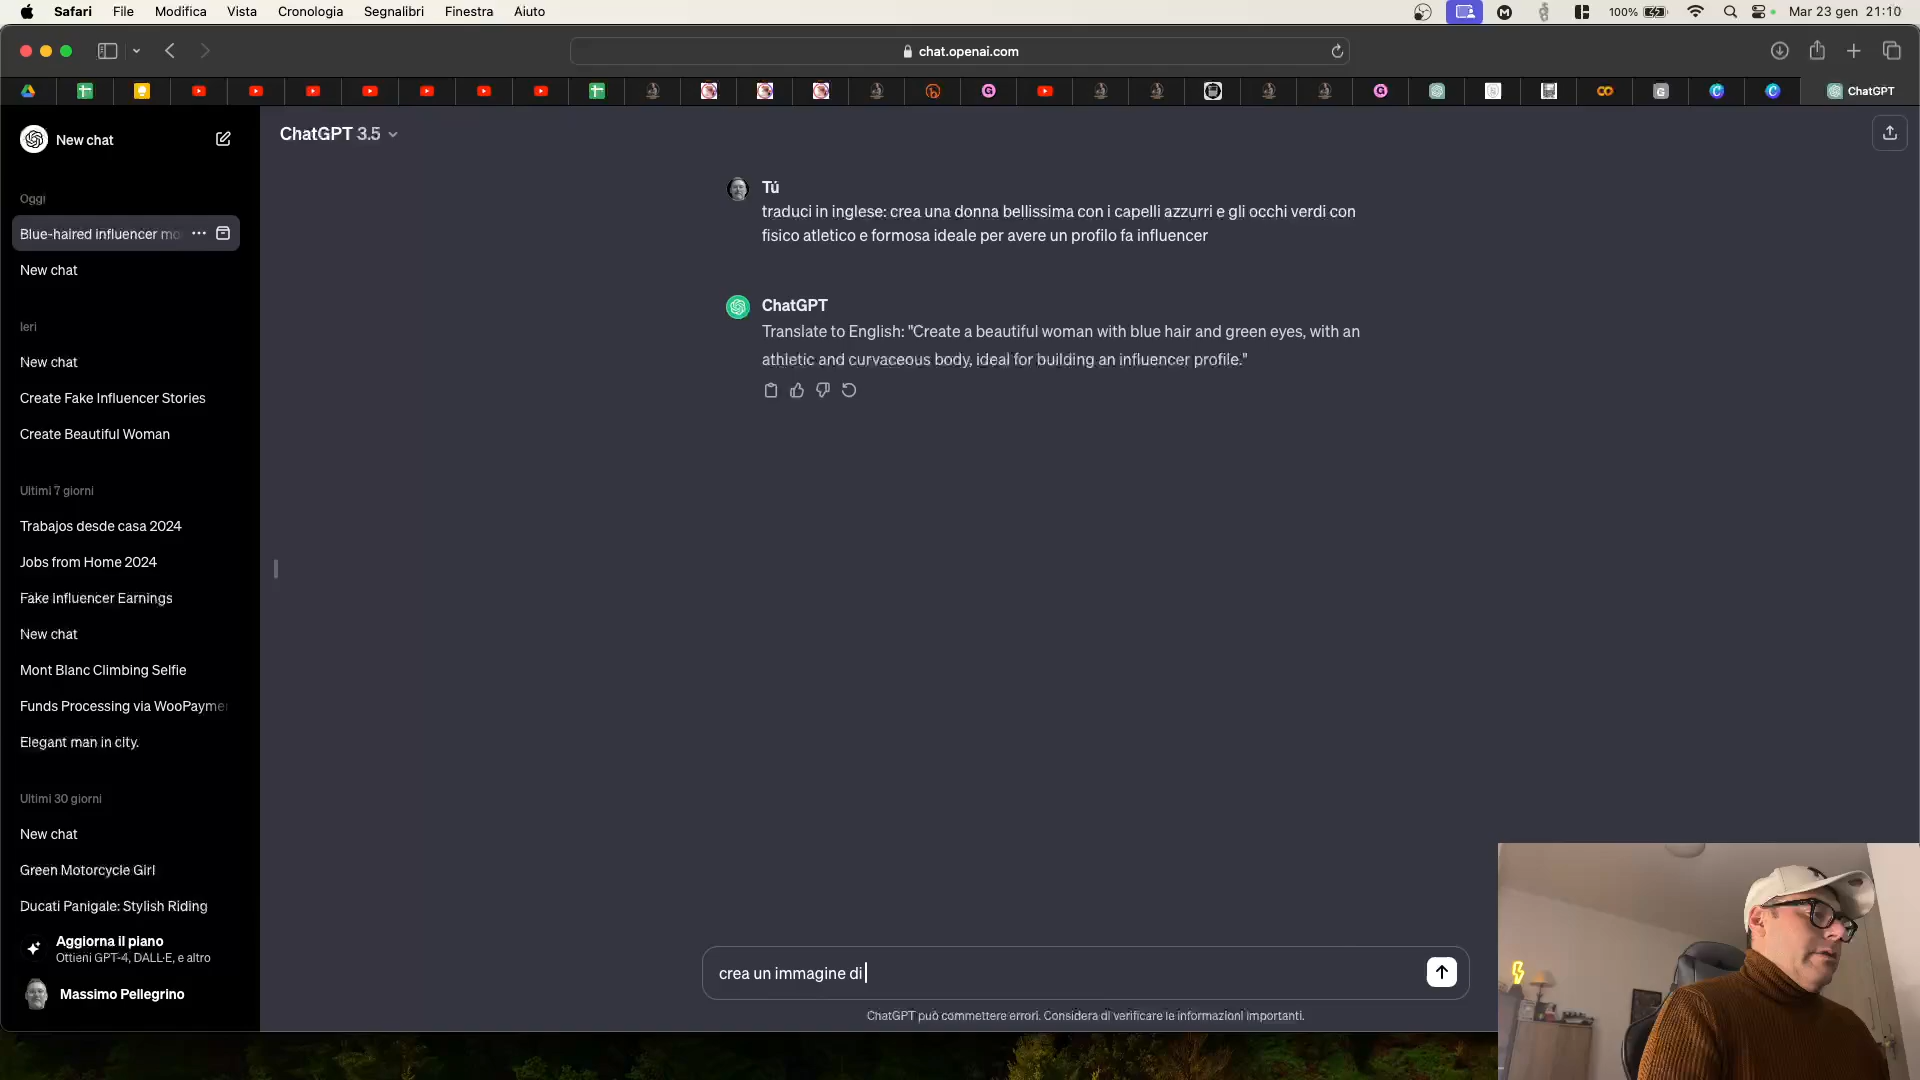 Safari File Modifica Vista Cronologia Segnalibri Finestra Aiuto
100% Mar 23 gen 21:10
chat.openai.com
ChatGPT
New chat
Oggi
Blue-haired influencer mo
New chat
Ieri
New chat
Create Fake Influencer Stories
Create Beautiful Woman
Ultimi 7 giorni
Trabajos desde casa 2024
Jobs from Home 2024
Fake Influencer Earnings
New chat
Mont Blanc Climbing Selfie
Funds Processing via WooPaymen
Elegant man in city.
Ultimi 30 giorni
New chat
Green Motorcycle Girl
Ducati Panigale: Stylish Riding
Aggiorna il piano
Ottieni GPT-4, DALL·E, e altro
Massimo Pellegrino
ChatGPT 3.5
Tú
traduci in inglese: crea una donna bellissima con i capelli azzurri e gli occhi verdi con
fisico atletico e formosa ideale per avere un profilo fa influencer
ChatGPT
Translate to English: "Create a beautiful woman with blue hair and green eyes, with an
athletic and curvaceous body, ideal for building an influencer profile."
crea un immagine di
ChatGPT può commettere errori. Considera di verificare le informazioni importanti.